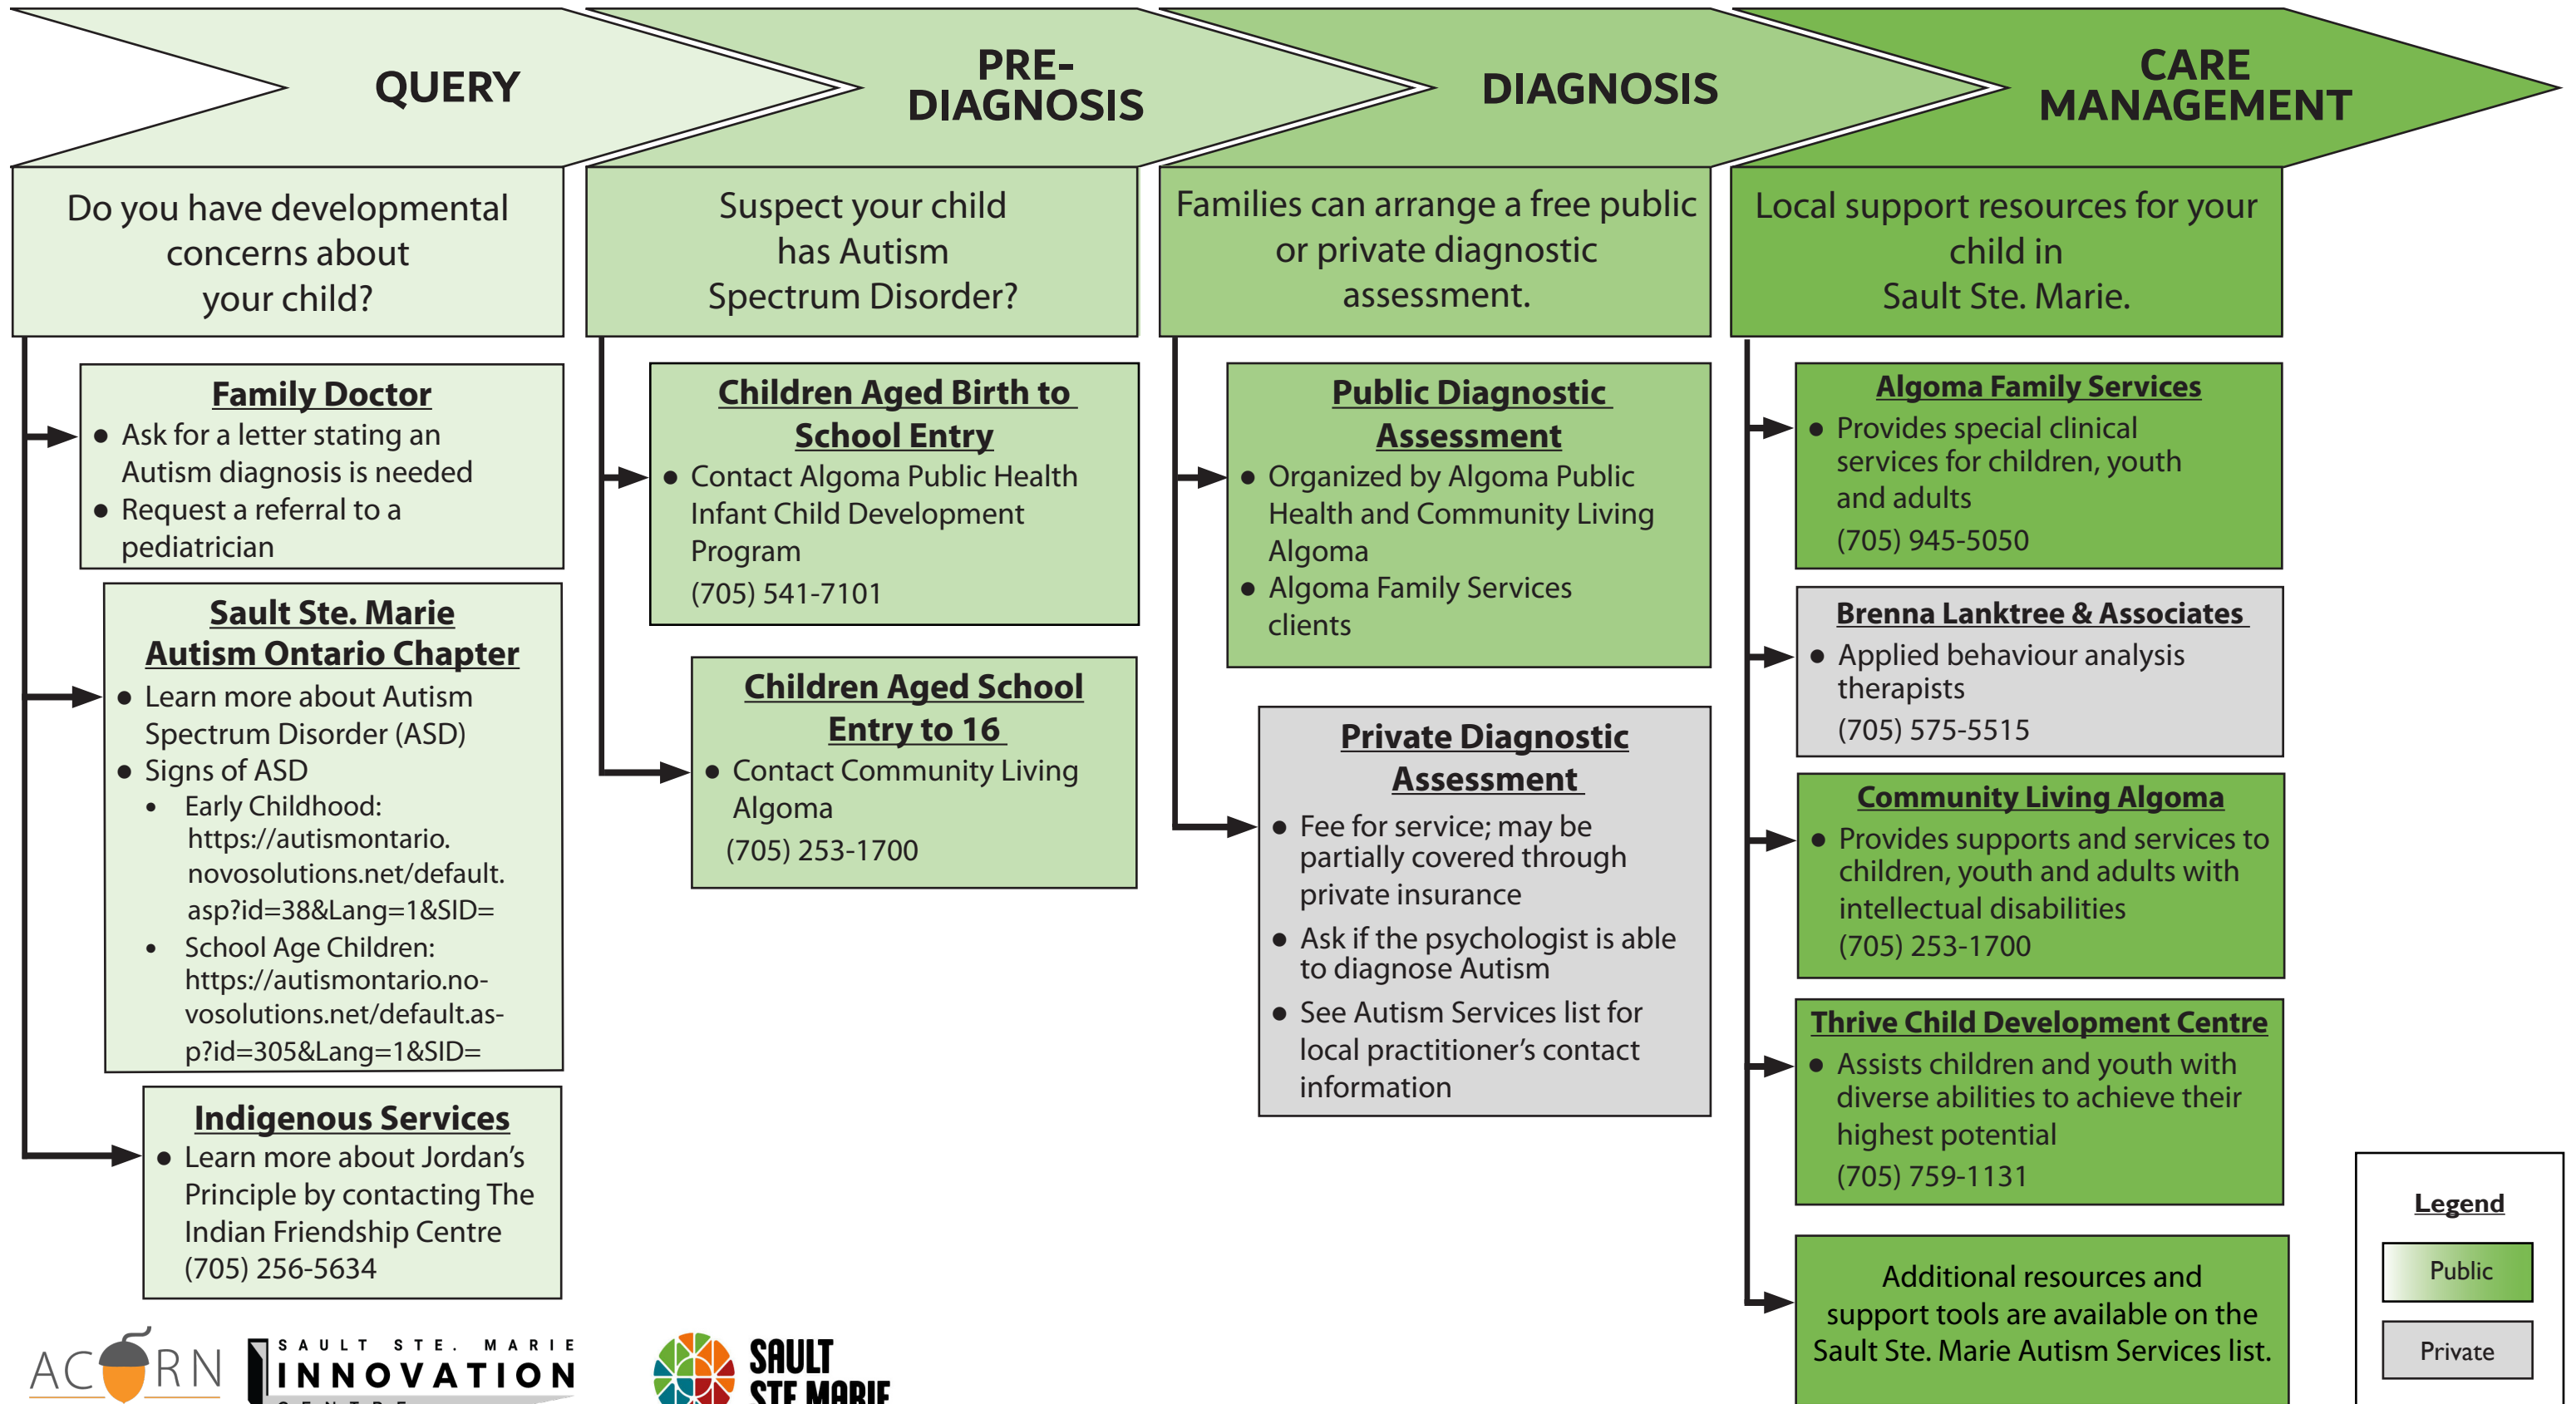 QUERY
PRE-
DIAGNOSIS
DIAGNOSIS
CARE
MANAGEMENT
Do you have developmental
concerns about
your child?
Family Doctor
● Ask for a letter stating an
Autism diagnosis is needed
● Request a referral to a
pediatrician
Sault Ste. Marie
Autism Ontario Chapter
● Learn more about Autism
Spectrum Disorder (ASD)
● Signs of ASD
• Early Childhood:
https://autismontario.
novosolutions.net/default.
asp?id=38&Lang=1&SID=
• School Age Children:
https://autismontario.no-
vosolutions.net/default.as-
p?id=305&Lang=1&SID=
Indigenous Services
● Learn more about Jordan’s
Principle by contacting The
Indian Friendship Centre
(705) 256-5634
Suspect your child
has Autism
Spectrum Disorder?
Children Aged Birth to
School Entry
● Contact Algoma Public Health
Infant Child Development
Program
(705) 541-7101
Children Aged School
Entry to 16
● Contact Community Living
Algoma
(705) 253-1700
Families can arrange a free public
or private diagnostic
assessment.
Public Diagnostic
Assessment
● Organized by Algoma Public
Health and Community Living
Algoma
● Algoma Family Services
clients
Private Diagnostic
Assessment
● Fee for service; may be
partially covered through
private insurance
● Ask if the psychologist is able
to diagnose Autism
● See Autism Services list for
local practitioner’s contact
information
Local support resources for your
child in
Sault Ste. Marie.
Algoma Family Services
● Provides special clinical
services for children, youth
and adults
(705) 945-5050
Brenna Lanktree & Associates
● Applied behaviour analysis
therapists
(705) 575-5515
Community Living Algoma
● Provides supports and services to
children, youth and adults with
intellectual disabilities
(705) 253-1700
Thrive Child Development Centre
● Assists children and youth with
diverse abilities to achieve their
highest potential
(705) 759-1131
Additional resources and
support tools are available on the
Sault Ste. Marie Autism Services list.
Legend
Public
Private
ACORN
SAULT STE. MARIE
INNOVATION
CENTRE
SAULT
STE MARIE